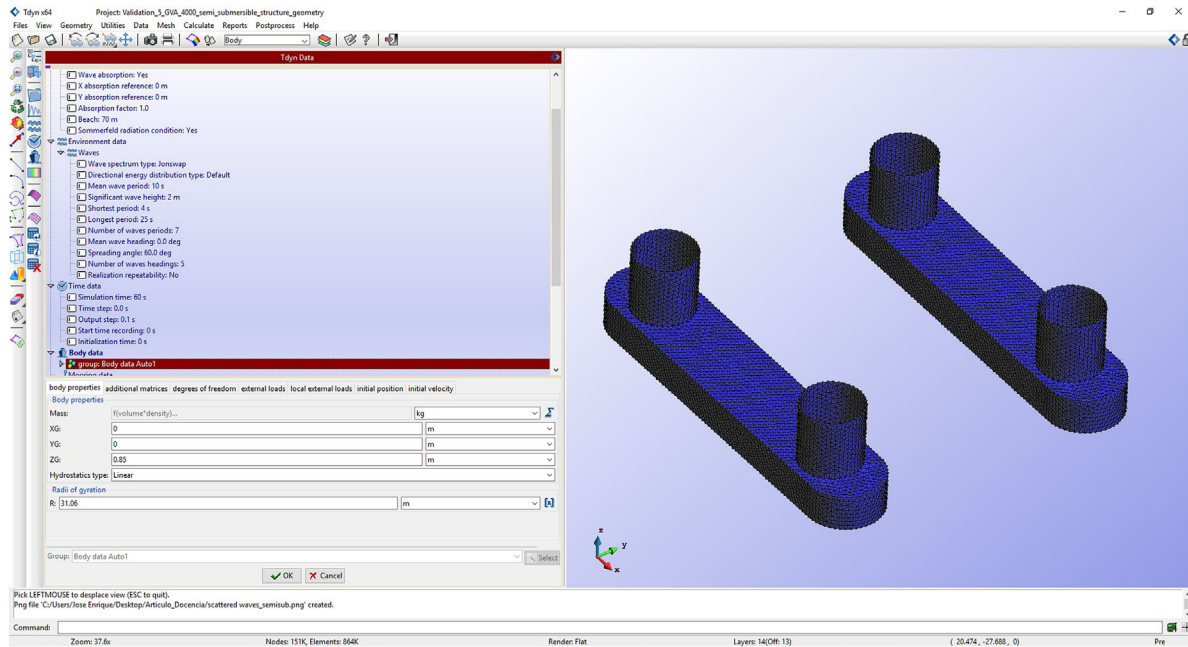 Tdyn x64 Project: Validation_5_GVA_4000_semi_submersible_structure_geometry
Files View Geometry Utilities Data Mesh Calculate Reports Postprocess Help
Body
Tdyn Data
Wave absorption: Yes
X absorption reference: 0 m
Y absorption reference: 0 m
Absorption factor: 1.0
Beach: 70 m
Sommerfeld radiation condition: Yes
Environment data
Waves
Wave spectrum type: Jonswap
Directional energy distribution type: Default
Mean wave period: 10 s
Significant wave height: 2 m
Shortest period: 4 s
Longest period: 25 s
Number of waves periods: 7
Mean wave heading: 0.0 deg
Spreading angle: 60.0 deg
Number of waves headings: 5
Realization repeatability: No
Time data
Simulation time: 60 s
Time step: 0.0 s
Output step: 0.1 s
Start time recording: 0 s
Initialization time: 0 s
Body data
group: Body data Auto1
Mooring data
body properties additional matrices degrees of freedom external loads local external loads initial position initial velocity
Body properties
Mass: f(volume*density)... kg
XG: 0 m
YG: 0 m
ZG: 0.85 m
Hydrostatics type: Linear
Radii of gyration
R: 31.06 m
Group: Body data Auto1 Select
OK Cancel
z
y
x
Pick LEFTMOUSE to desplace view (ESC to quit).
Png file 'C:/Users/Jose Enrique/Desktop/Articulo_Docencia/scattered waves_semisub.png' created.
Command:
Zoom: 37.6x Nodes: 151K, Elements: 864K Render: Flat Layers: 14(Off: 13) ( 20.474 , -27.688 , 0) Pre